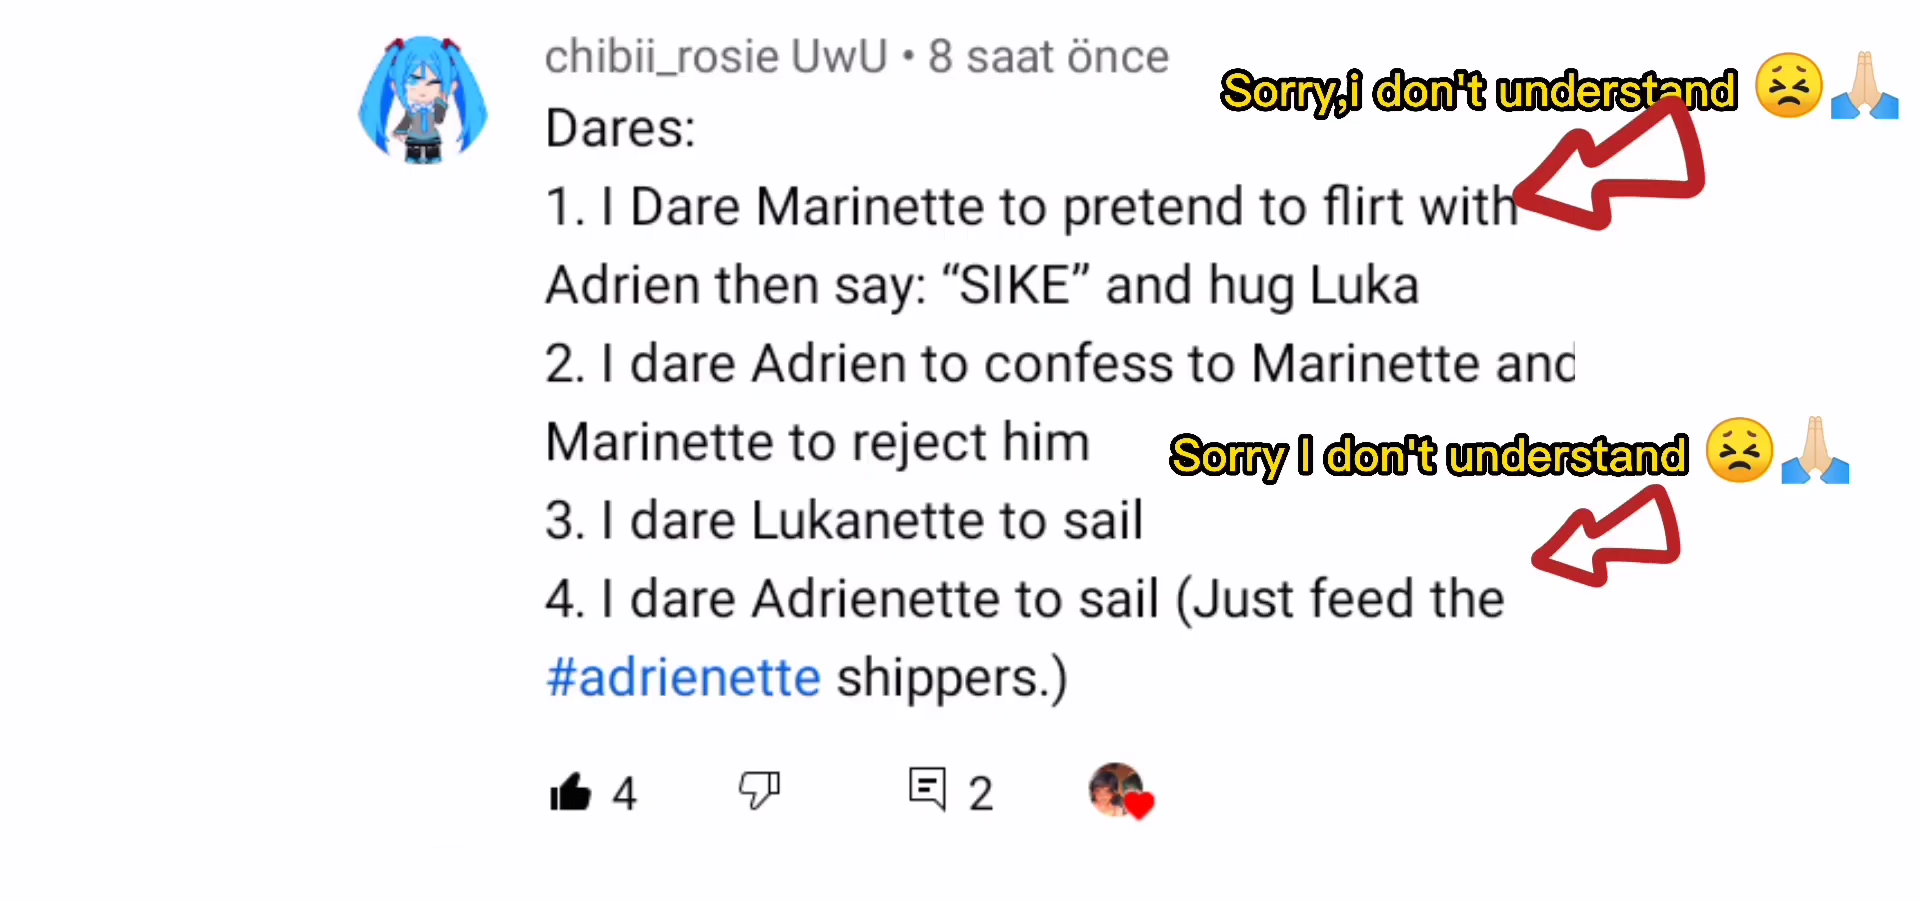 chibii_rosie UwU • 8 saat önce
Sorry,i don't understand 😣🙏🏻
Dares:
1. I Dare Marinette to pretend to flirt with
Adrien then say: “SIKE” and hug Luka
2. I dare Adrien to confess to Marinette and
Marinette to reject him
Sorry I don't understand 😣🙏🏻
3. I dare Lukanette to sail
4. I dare Adrienette to sail (Just feed the
#adrienette shippers.)
4 2